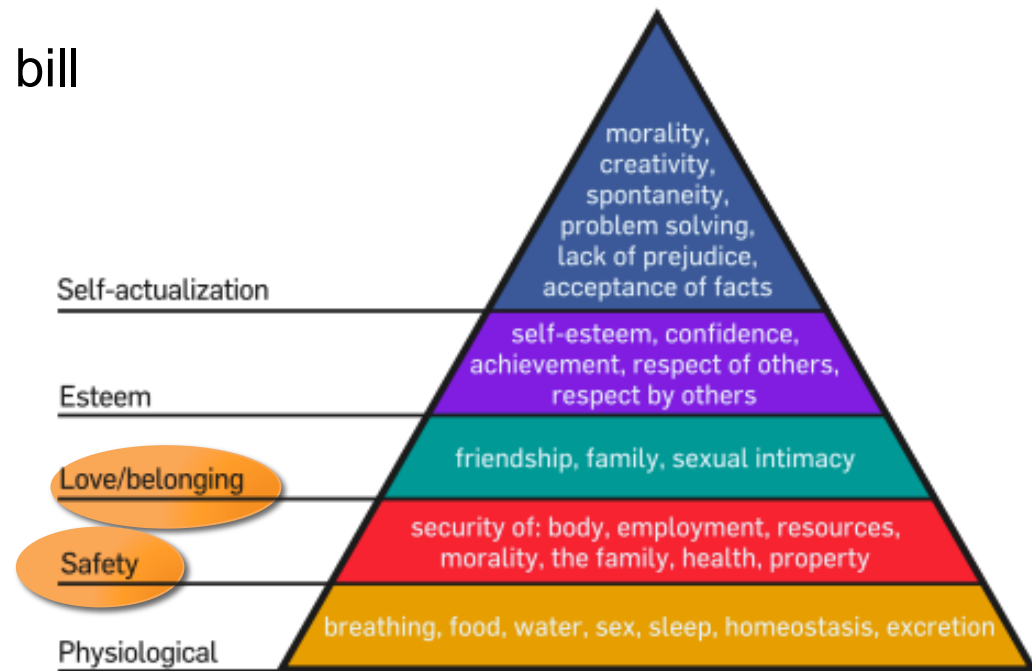 bill
morality,
creativity,
spontaneity,
problem solving,
lack of prejudice,
acceptance of facts
Self-actualization
self-esteem, confidence,
achievement, respect of others,
respect by others
Esteem
friendship, family, sexual intimacy
Love/belonging
security of: body, employment, resources,
morality, the family, health, property
Safety
breathing, food, water, sex, sleep, homeostasis, excretion
Physiological